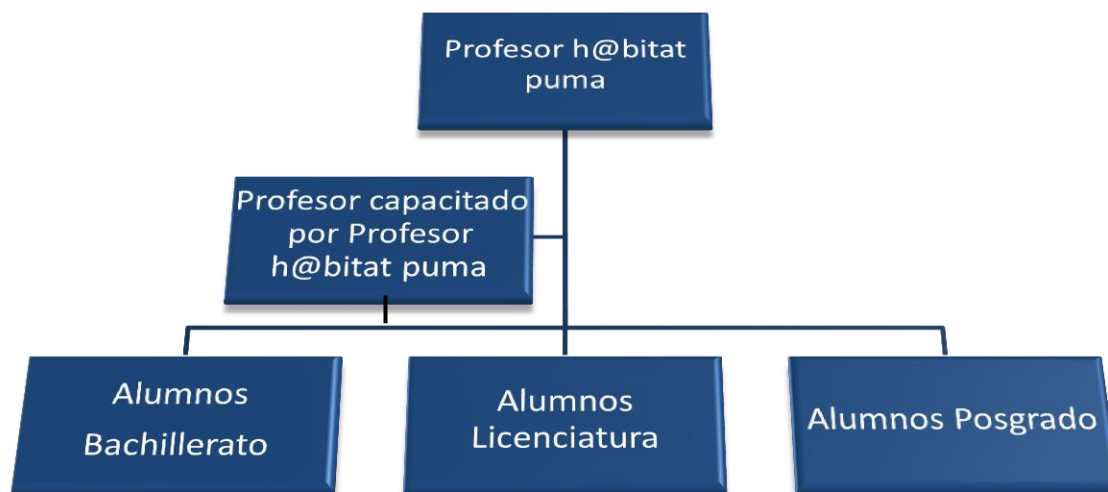 Profesor h@bitat
puma
Profesor capacitado
por Profesor
h@bitat puma
Alumnos
Bachillerato
Alumnos
Licenciatura
Alumnos Posgrado